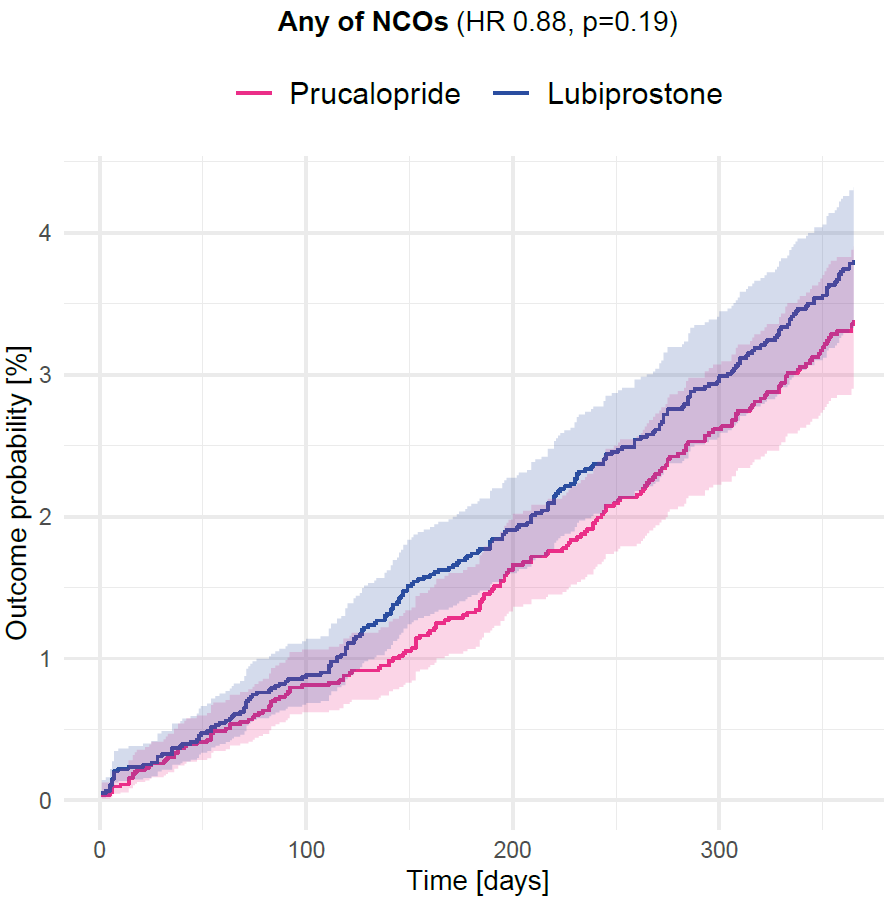 Any of NCOs (HR 0.88, p=0.19)
Prucalopride Lubiprostone
Outcome probability [%]
4
3
2
1
0
0 100 200 300
Time [days]